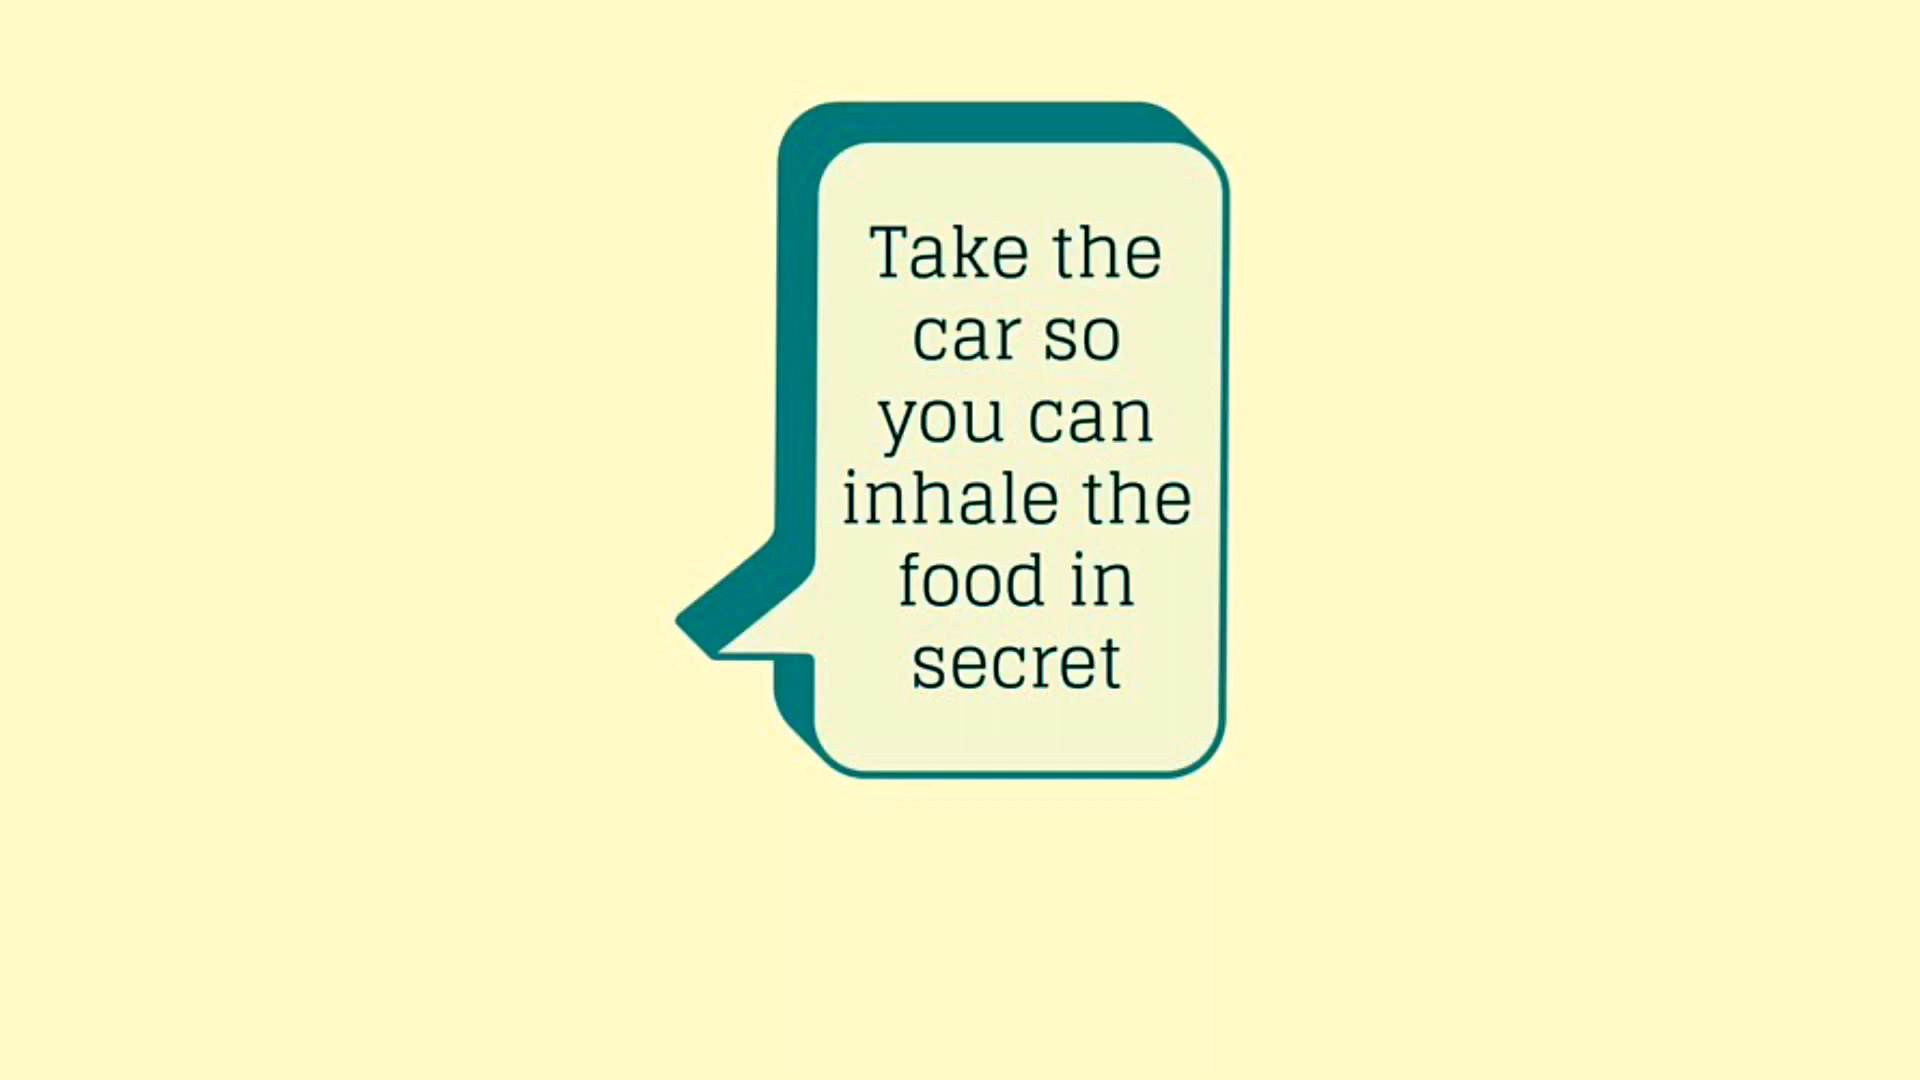 Take the
car so
you can
inhale the
food in
secret